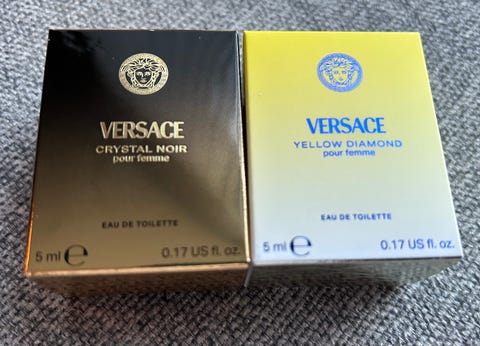 VERSACE
CRYSTAL NOIR
pour femme
EAU DE TOILETTE
5 ml ℮
0.17 US fl. oz.
VERSACE
YELLOW DIAMOND
pour femme
EAU DE TOILETTE
5 ml ℮
0.17 US fl. oz.